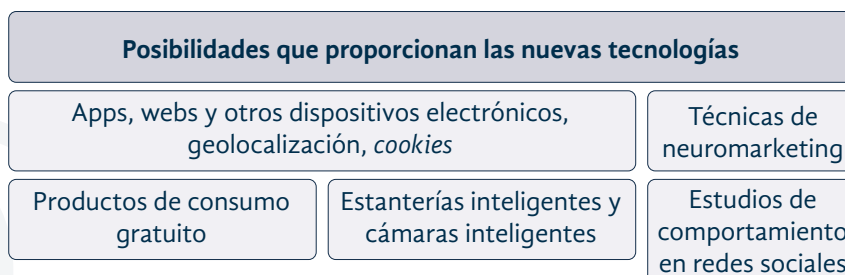 Posibilidades que proporcionan las nuevas tecnologías
Apps, webs y otros dispositivos electrónicos,
geolocalización, cookies
Técnicas de
neuromarketing
Productos de consumo
gratuito
Estanterías inteligentes y
cámaras inteligentes
Estudios de
comportamiento
en redes sociales